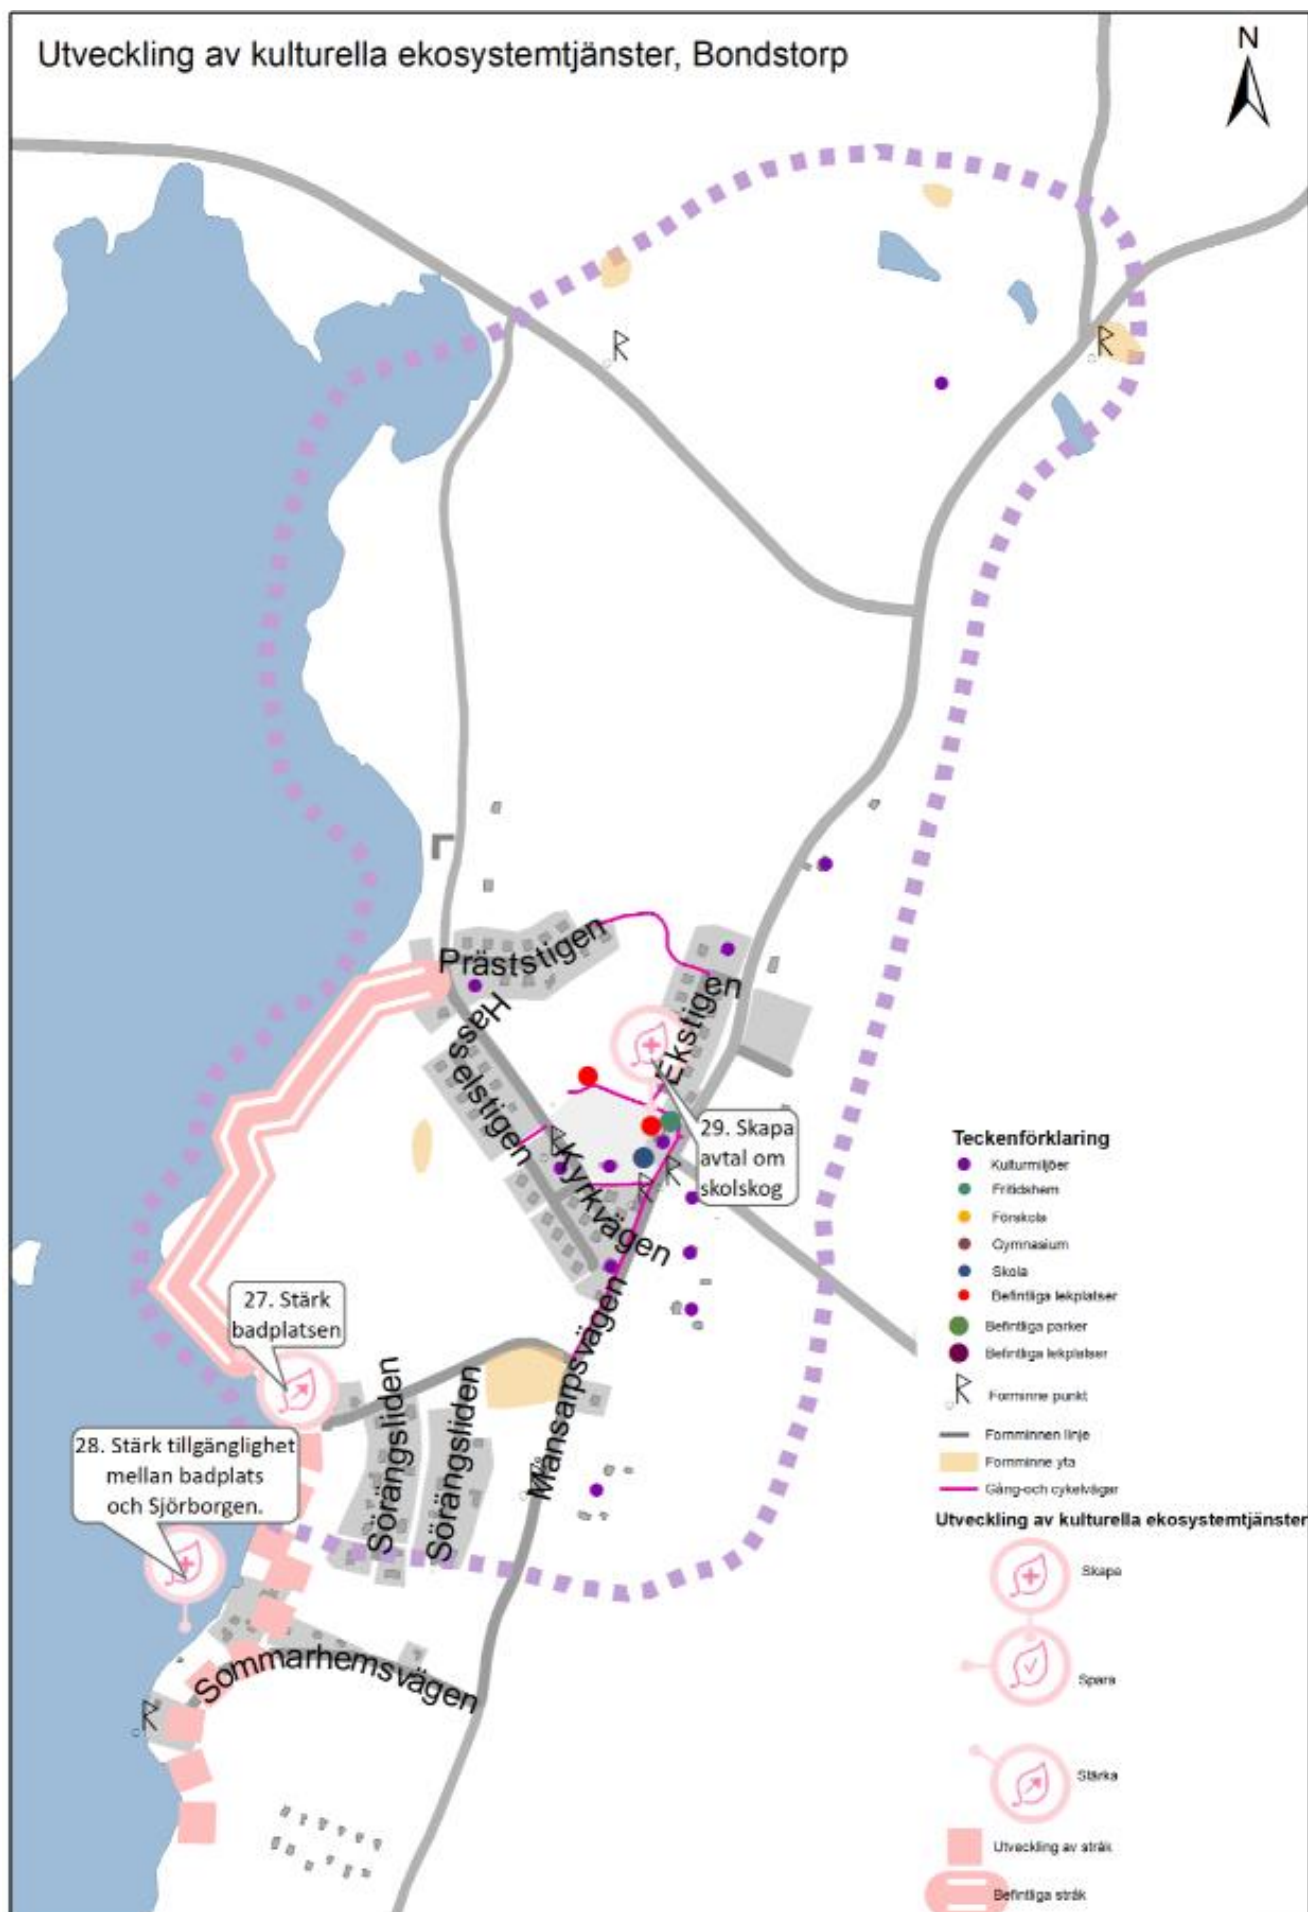 Utveckling av kulturella ekosystemtjänster, Bondstorp
N
Präststigen
Hasselstigen
Ekstigen
29. Skapa
avtal om
skolskog
Kyrkvägen
27. Stärk
badplatsen
Månsarpsvägen
Sörängsliden
Sörängsliden
28. Stärk tillgänglighet
mellan badplats
och Sjörborgen.
Sommarhemsvägen
Teckenförklaring
Kulturmiljöer
Fritidshem
Förskola
Gymnasium
Skola
Befintliga lekplatser
Befintliga parker
Befintliga lekplatser
Fornminne punkt
Fornminnen linje
Fornminne yta
Gång-och cykelvägar
Utveckling av kulturella ekosystemtjänster
Skapa
Spara
Stärka
Utveckling av stråk
Befintliga stråk